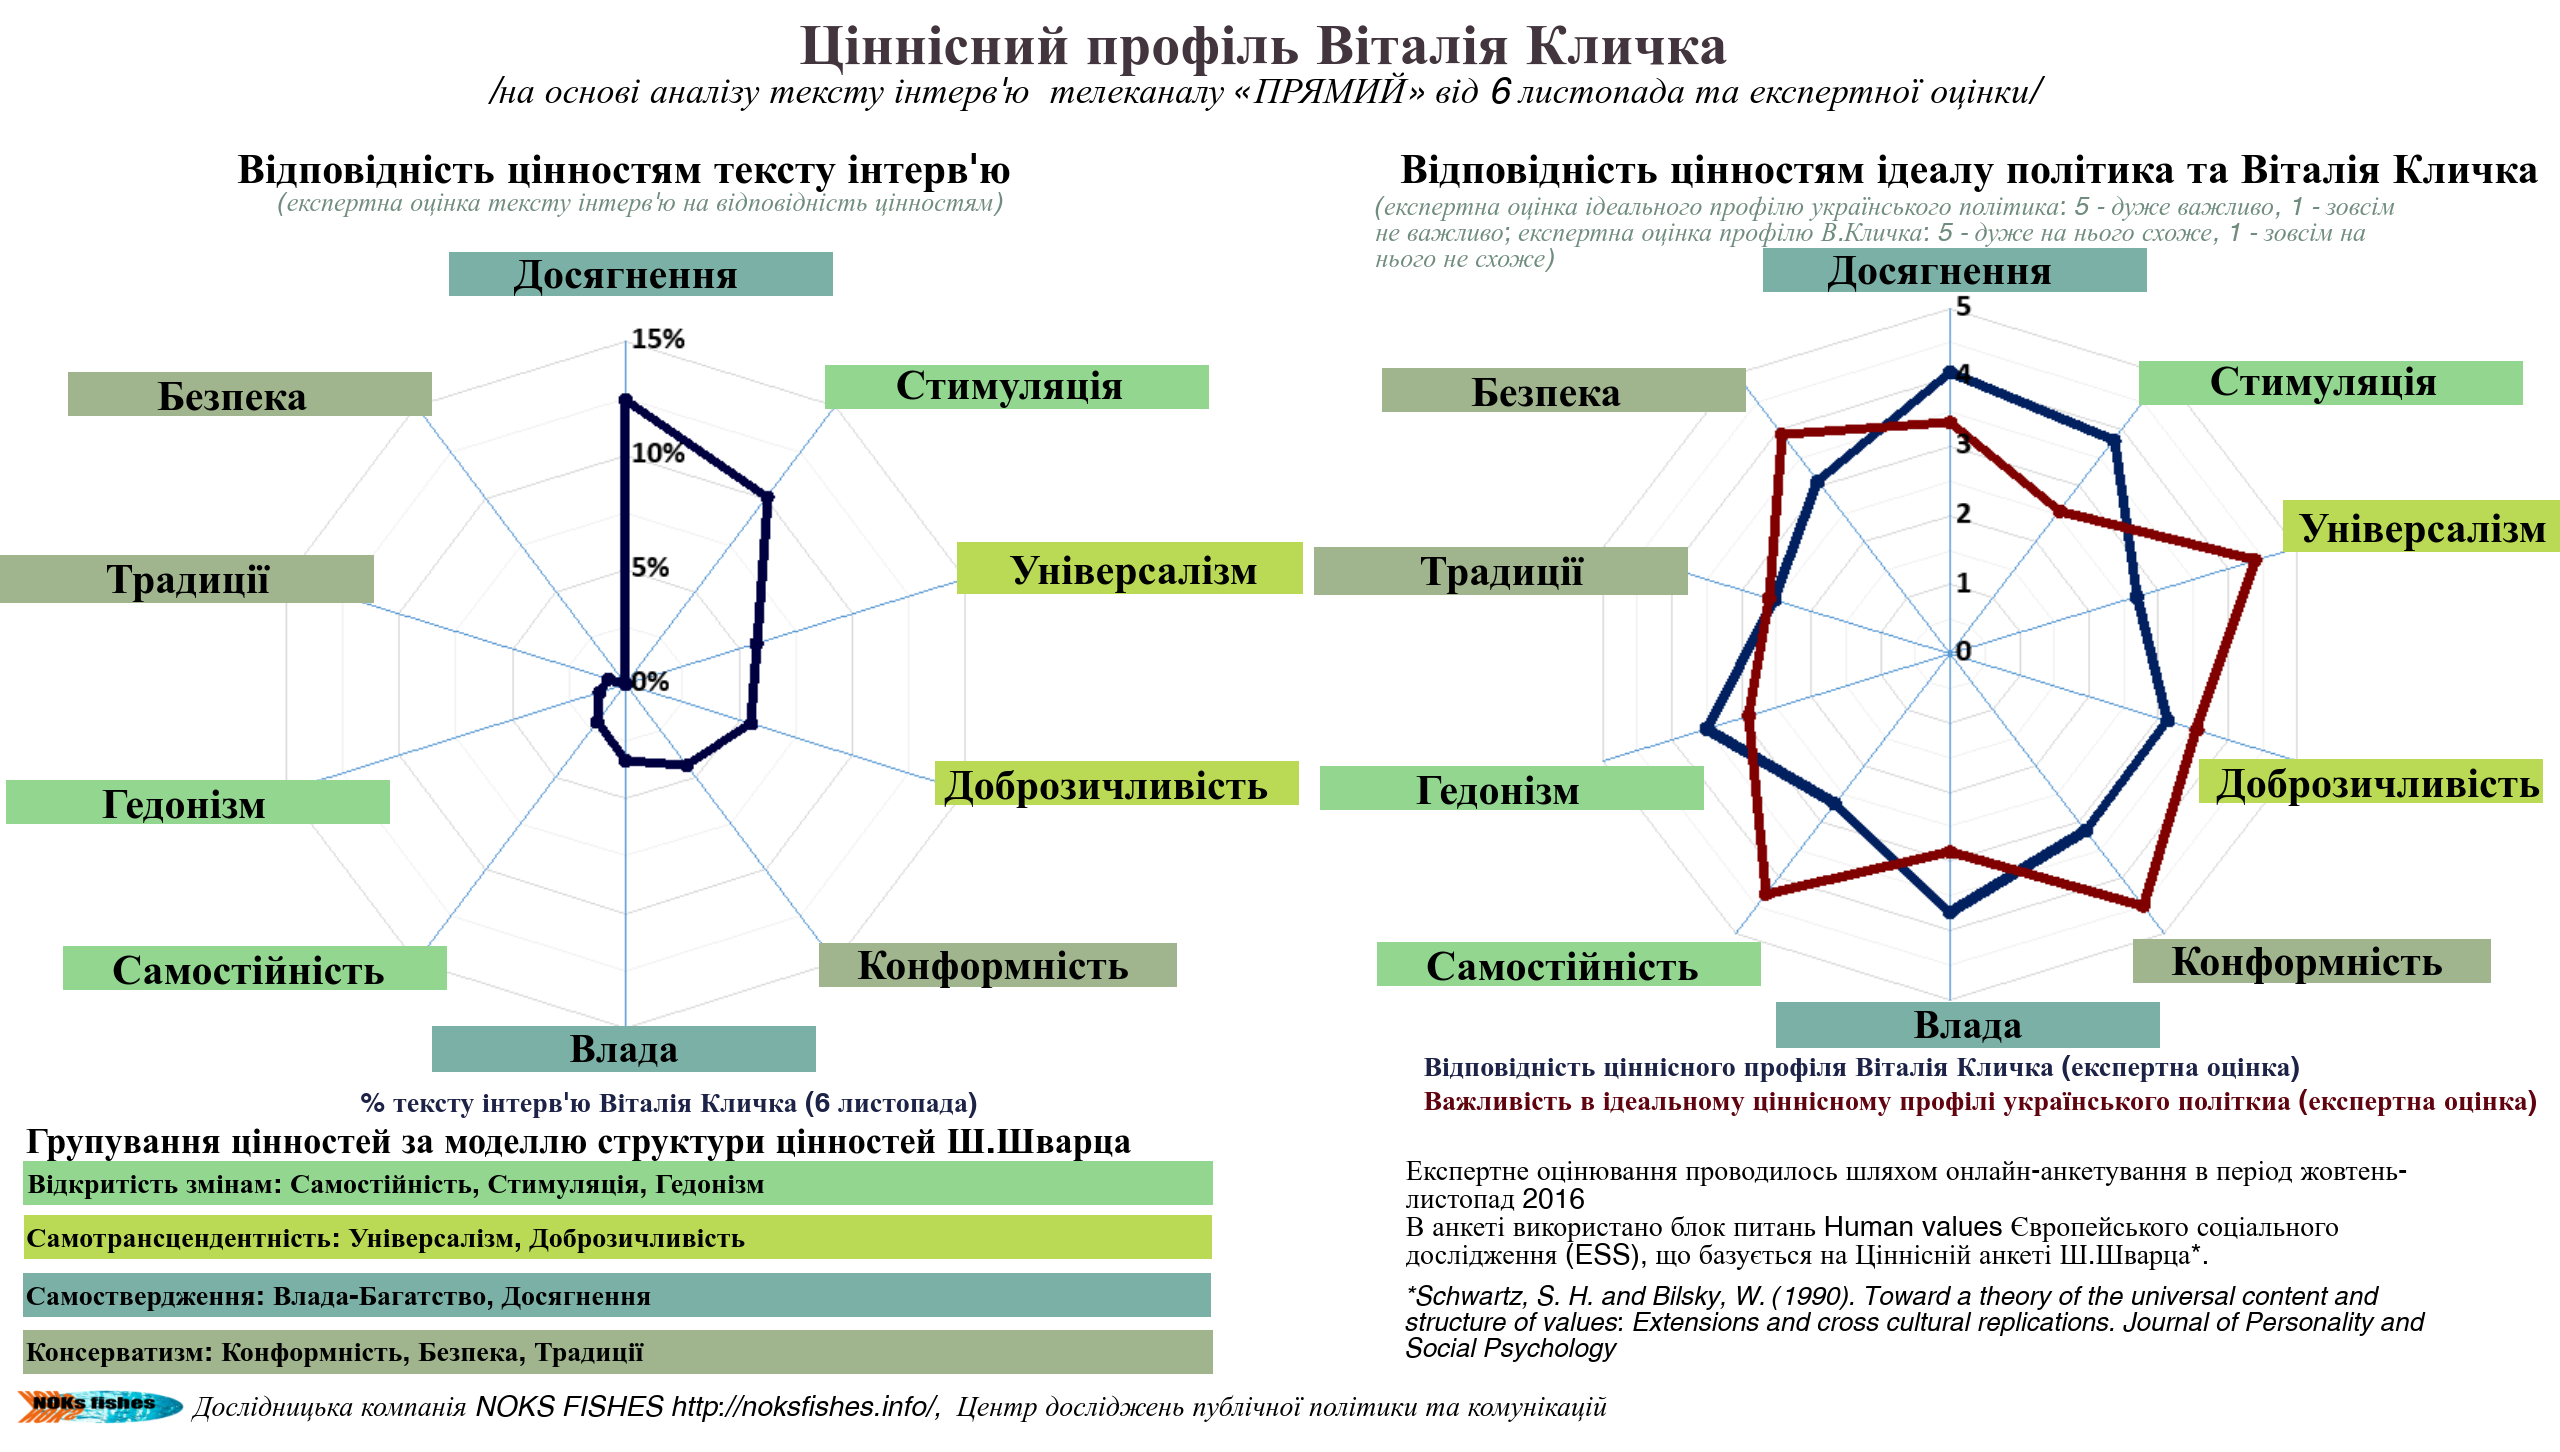 Ціннісний профіль Віталія Кличка
/на основі аналізу тексту інтерв'ю телеканалу «ПРЯМИЙ» від 6 листопада та експертної оцінки/
Відповідність цінностям тексту інтерв'ю
(експертна оцінка тексту інтерв'ю на відповідність цінностям)
Досягнення
15%
Стимуляція
Безпека
10%
Універсалізм
5%
Традиції
0%
Доброзичливість
Гедонізм
Конформність
Самостійність
Влада
% тексту інтерв'ю Віталія Кличка (6 листопада)
Відповідність цінностям ідеалу політика та Віталія Кличка
(експертна оцінка ідеального профілю українського політика: 5 - дуже важливо, 1 - зовсім
не важливо; експертна оцінка профілю В.Кличка: 5 - дуже на нього схоже, 1 - зовсім на
нього не схоже)
Досягнення
5
4
Стимуляція
Безпека
3
2
Універсалізм
Традиції
1
0
Доброзичливість
Гедонізм
Конформність
Самостійність
Влада
Відповідність ціннісного профіля Віталія Кличка (експертна оцінка)
Важливість в ідеальному ціннісному профілі українського політкиа (експертна оцінка)
Групування цінностей за моделлю структури цінностей Ш.Шварца
Відкритість змінам: Самостійність, Стимуляція, Гедонізм
Самотрансцендентність: Універсалізм, Доброзичливість
Самоствердження: Влада-Багатство, Досягнення
Консерватизм: Конформність, Безпека, Традиції
Експертне оцінювання проводилось шляхом онлайн-анкетування в період жовтень-
листопад 2016
В анкеті використано блок питань Human values Європейського соціального
дослідження (ESS), що базується на Ціннісній анкеті Ш.Шварца*.
*Schwartz, S. H. and Bilsky, W. (1990). Toward a theory of the universal content and
structure of values: Extensions and cross cultural replications. Journal of Personality and
Social Psychology
NOKs fishes
Дослідницька компанія NOKS FISHES http://noksfishes.info/, Центр досліджень публічної політики та комунікацій